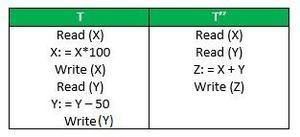 T T”
Read (X) Read (X)
X: = X*100 Read (Y)
Write (X) Z: = X + Y
Read (Y) Write (Z)
Y: = Y – 50
Write (Y)